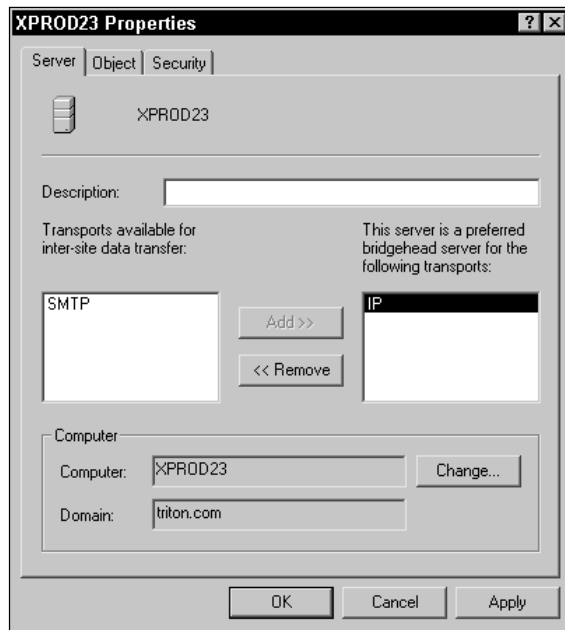 XPROD23 Properties
? X
Server Object Security
XPROD23
Description:
Transports available for
inter-site data transfer:
This server is a preferred
bridgehead server for the
following transports:
SMTP
IP
Add >>
<< Remove
Computer
Computer: XPROD23 Change...
Domain: triton.com
OK Cancel Apply